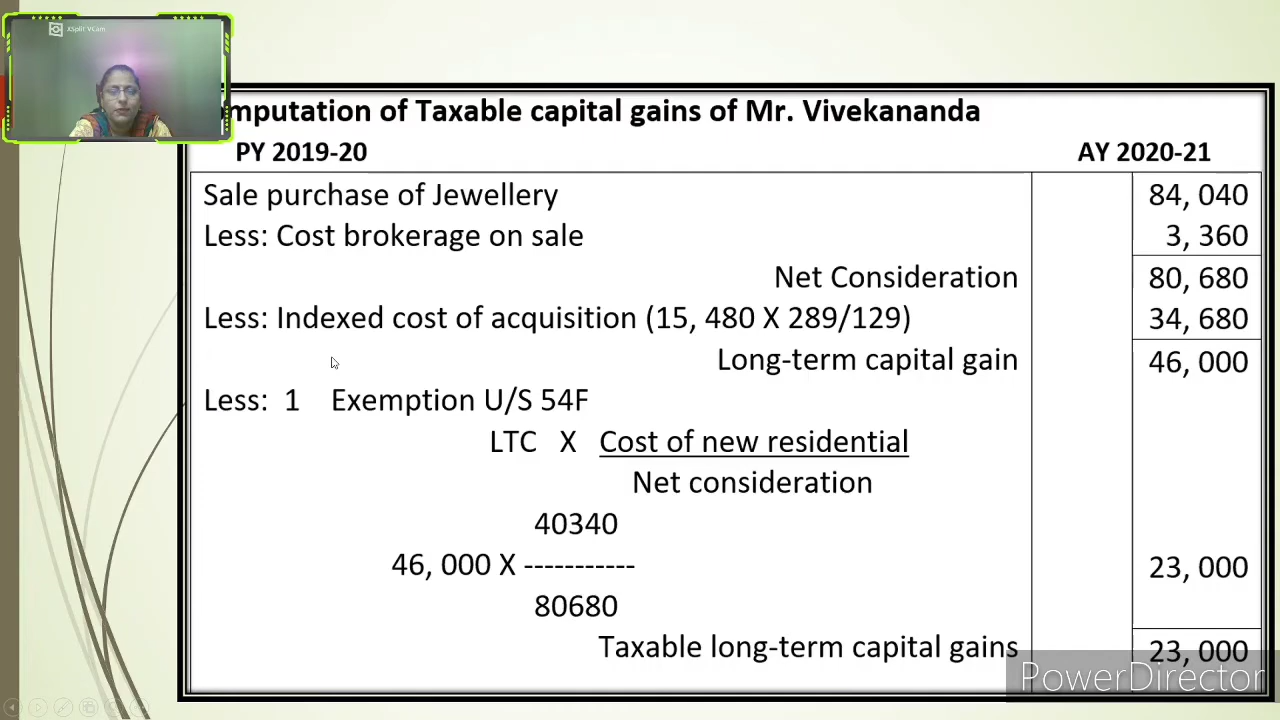 XSplit VCam
omputation of Taxable capital gains of Mr. Vivekananda
PY 2019-20 AY 2020-21
Sale purchase of Jewellery 84, 040
Less: Cost brokerage on sale 3, 360
Net Consideration 80, 680
Less: Indexed cost of acquisition (15, 480 X 289/129) 34, 680
Long-term capital gain 46, 000
Less: 1 Exemption U/S 54F
LTC X Cost of new residential
Net consideration
40340
46, 000 X ----------- 23, 000
80680
Taxable long-term capital gains 23, 000
PowerDirector